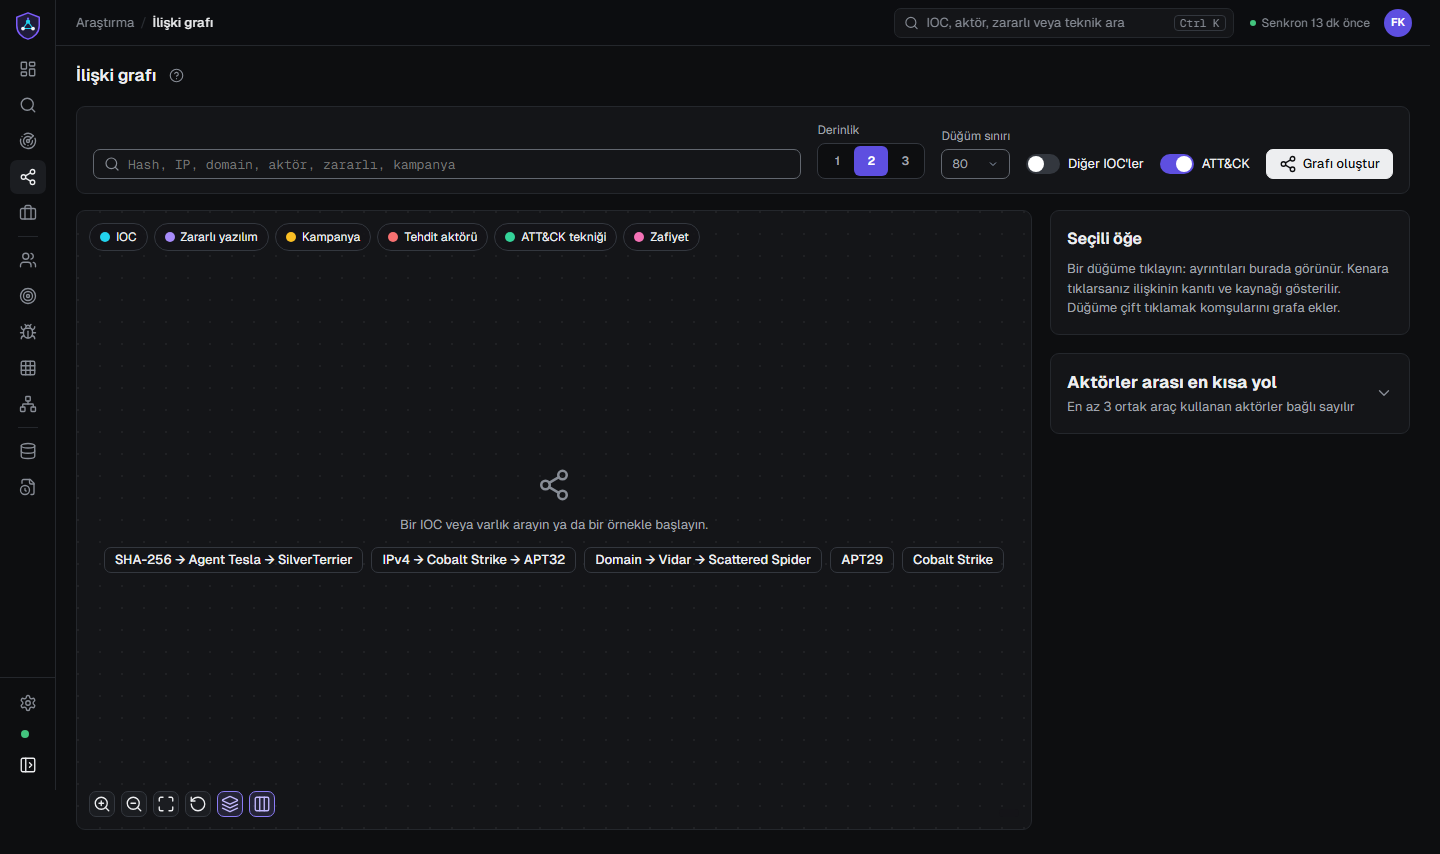 Araştırma / İlişki grafı
IOC, aktör, zararlı veya teknik ara
Ctrl K
Senkron 13 dk önce
FK
İlişki grafı
Hash, IP, domain, aktör, zararlı, kampanya
Derinlik
1 2 3
Düğüm sınırı
80
Diğer IOC'ler
ATT&CK
Grafı oluştur
IOC
Zararlı yazılım
Kampanya
Tehdit aktörü
ATT&CK tekniği
Zafiyet
Bir IOC veya varlık arayın ya da bir örnekle başlayın.
SHA-256 → Agent Tesla → SilverTerrier
IPv4 → Cobalt Strike → APT32
Domain → Vidar → Scattered Spider
APT29
Cobalt Strike
Seçili öğe
Bir düğüme tıklayın: ayrıntıları burada görünür. Kenara
tıklarsanız ilişkinin kanıtı ve kaynağı gösterilir.
Düğüme çift tıklamak komşularını grafa ekler.
Aktörler arası en kısa yol
En az 3 ortak araç kullanan aktörler bağlı sayılır